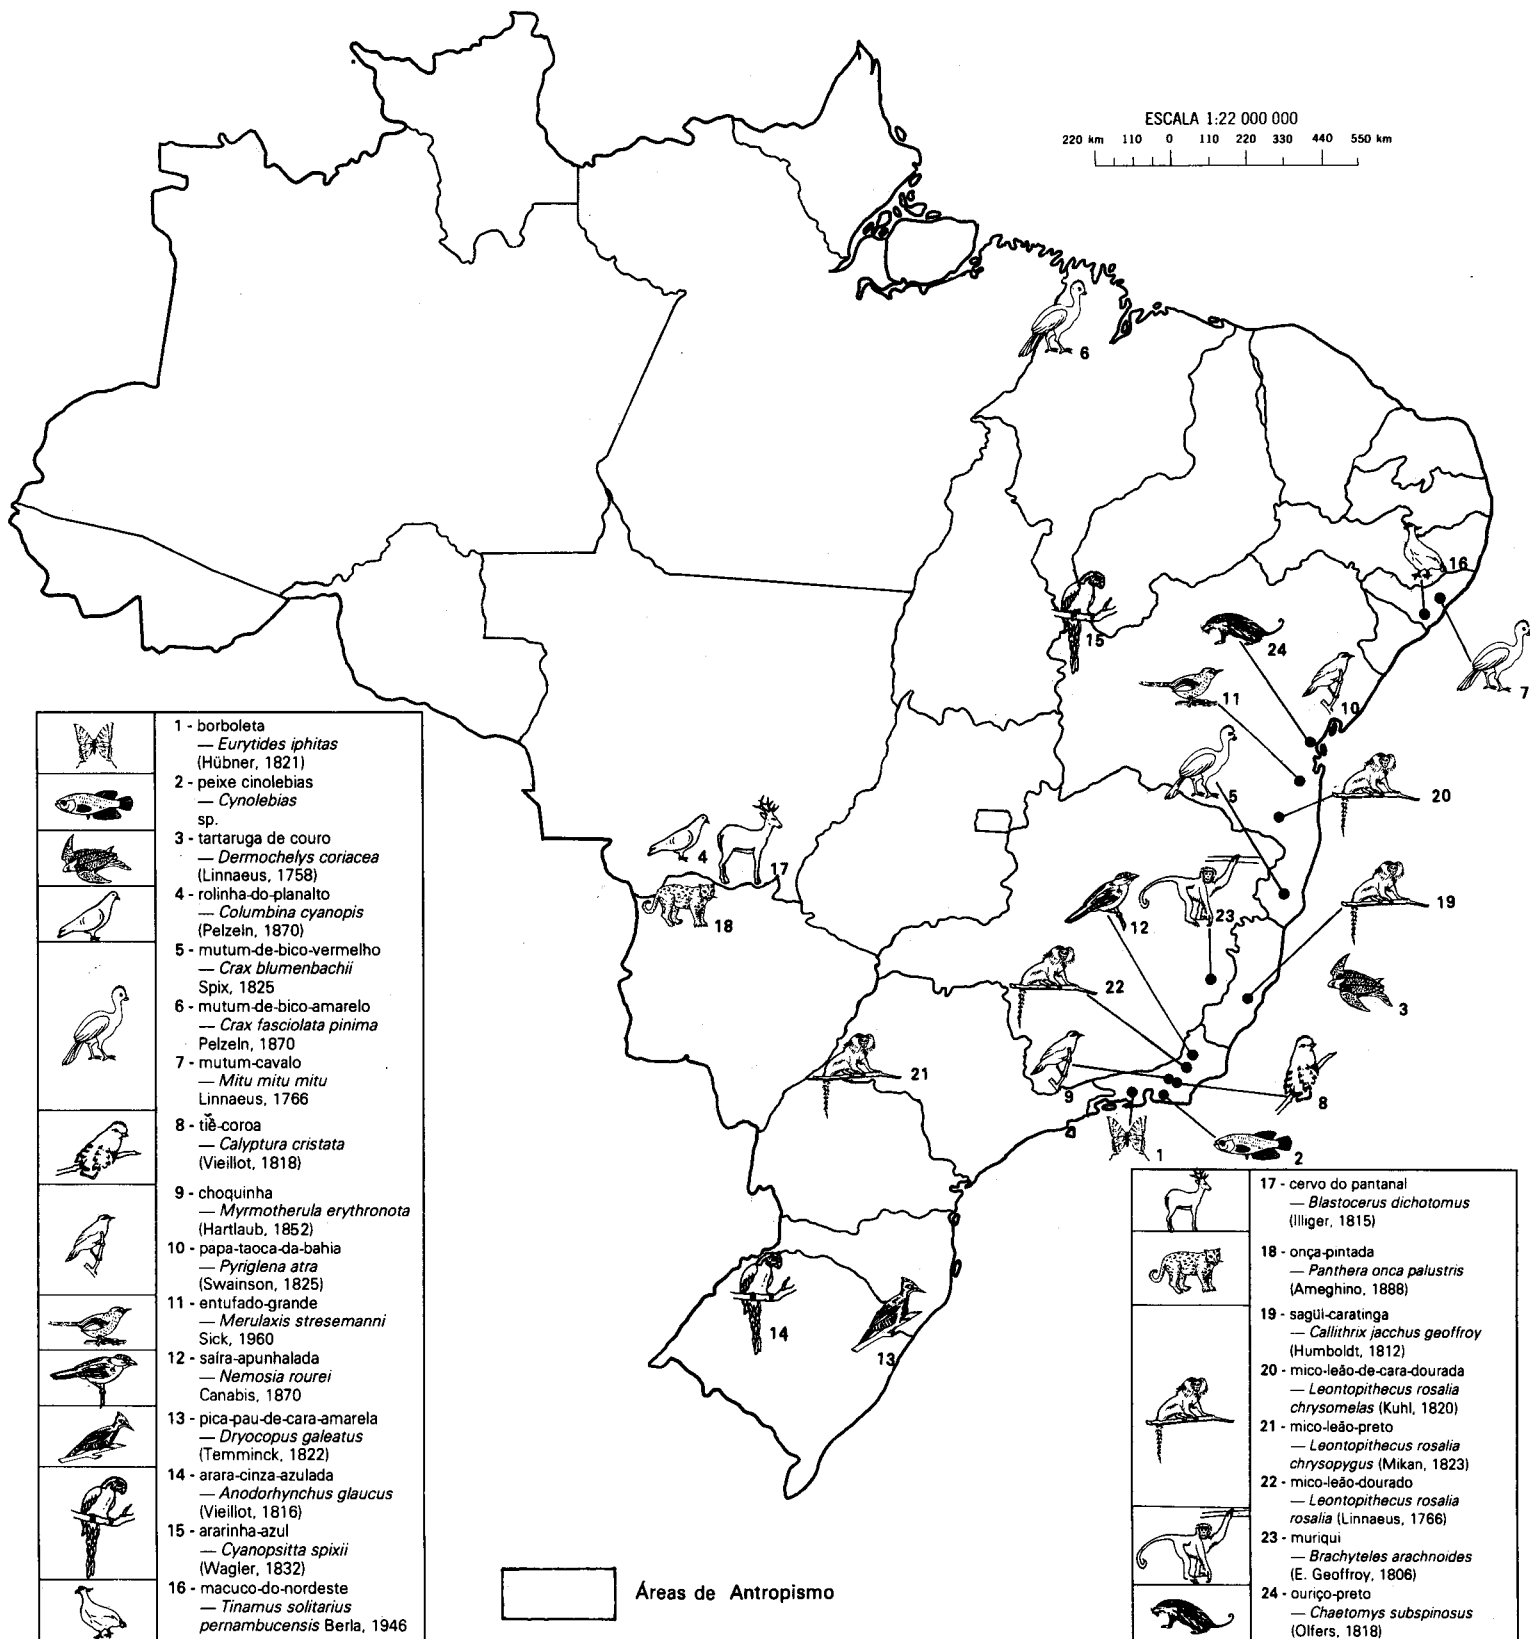 ESCALA 1:22 000 000
220 km 110 0 110 220 330 440 550 km
6
16
15
24
7
11
10
5
20
4
17
18
12
23
19
22
3
21
9
8
1
2
14
13
1 - borboleta
— Eurytides iphitas
(Hübner, 1821)
2 - peixe cinolebias
— Cynolebias
sp.
3 - tartaruga de couro
— Dermochelys coriacea
(Linnaeus, 1758)
4 - rolinha-do-planalto
— Columbina cyanopis
(Pelzeln, 1870)
5 - mutum-de-bico-vermelho
— Crax blumenbachii
Spix, 1825
6 - mutum-de-bico-amarelo
— Crax fasciolata pinima
Pelzeln, 1870
7 - mutum-cavalo
— Mitu mitu mitu
Linnaeus, 1766
8 - tiê-coroa
— Calyptura cristata
(Vieillot, 1818)
9 - choquinha
— Myrmotherula erythronota
(Hartlaub, 1852)
10 - papa-taoca-da-bahia
— Pyriglena atra
(Swainson, 1825)
11 - entufado-grande
— Merulaxis stresemanni
Sick, 1960
12 - saíra-apunhalada
— Nemosia rourei
Canabis, 1870
13 - pica-pau-de-cara-amarela
— Dryocopus galeatus
(Temminck, 1822)
14 - arara-cinza-azulada
— Anodorhynchus glaucus
(Vieillot, 1816)
15 - ararinha-azul
— Cyanopsitta spixii
(Wagler, 1832)
16 - macuco-do-nordeste
— Tinamus solitarius
pernambucensis Berla, 1946
Áreas de Antropismo
17 - cervo do pantanal
— Blastocerus dichotomus
(Illiger, 1815)
18 - onça-pintada
— Panthera onca palustris
(Ameghino, 1888)
19 - sagüi-caratinga
— Callithrix jacchus geoffroy
(Humboldt, 1812)
20 - mico-leão-de-cara-dourada
— Leontopithecus rosalia
chrysomelas (Kuhl, 1820)
21 - mico-leão-preto
— Leontopithecus rosalia
chrysopygus (Mikan, 1823)
22 - mico-leão-dourado
— Leontopithecus rosalia
rosalia (Linnaeus, 1766)
23 - muriqui
— Brachyteles arachnoides
(E. Geoffroy, 1806)
24 - ouriço-preto
— Chaetomys subspinosus
(Olfers, 1818)